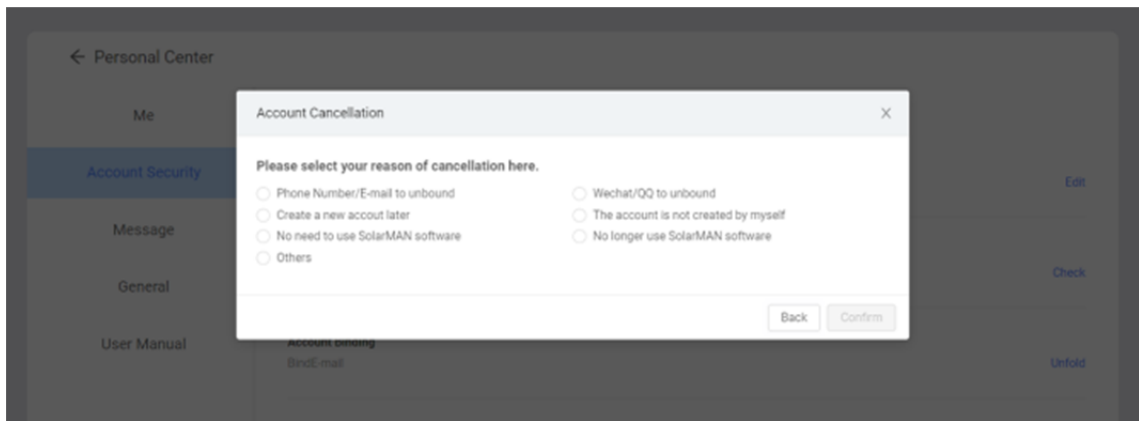 Personal Center
Me
Account Cancellation
Account Security
Please select your reason of cancellation here.
Phone Number/E-mail to unbound
Wechat/QQ to unbound
Edit
Create a new accout later
The account is not created by myself
Message
No need to use SolarMAN software
No longer use SolarMAN software
Others
General
Check
Back
Confirm
User Manual
Account Binding
BindE-mail
Unfold